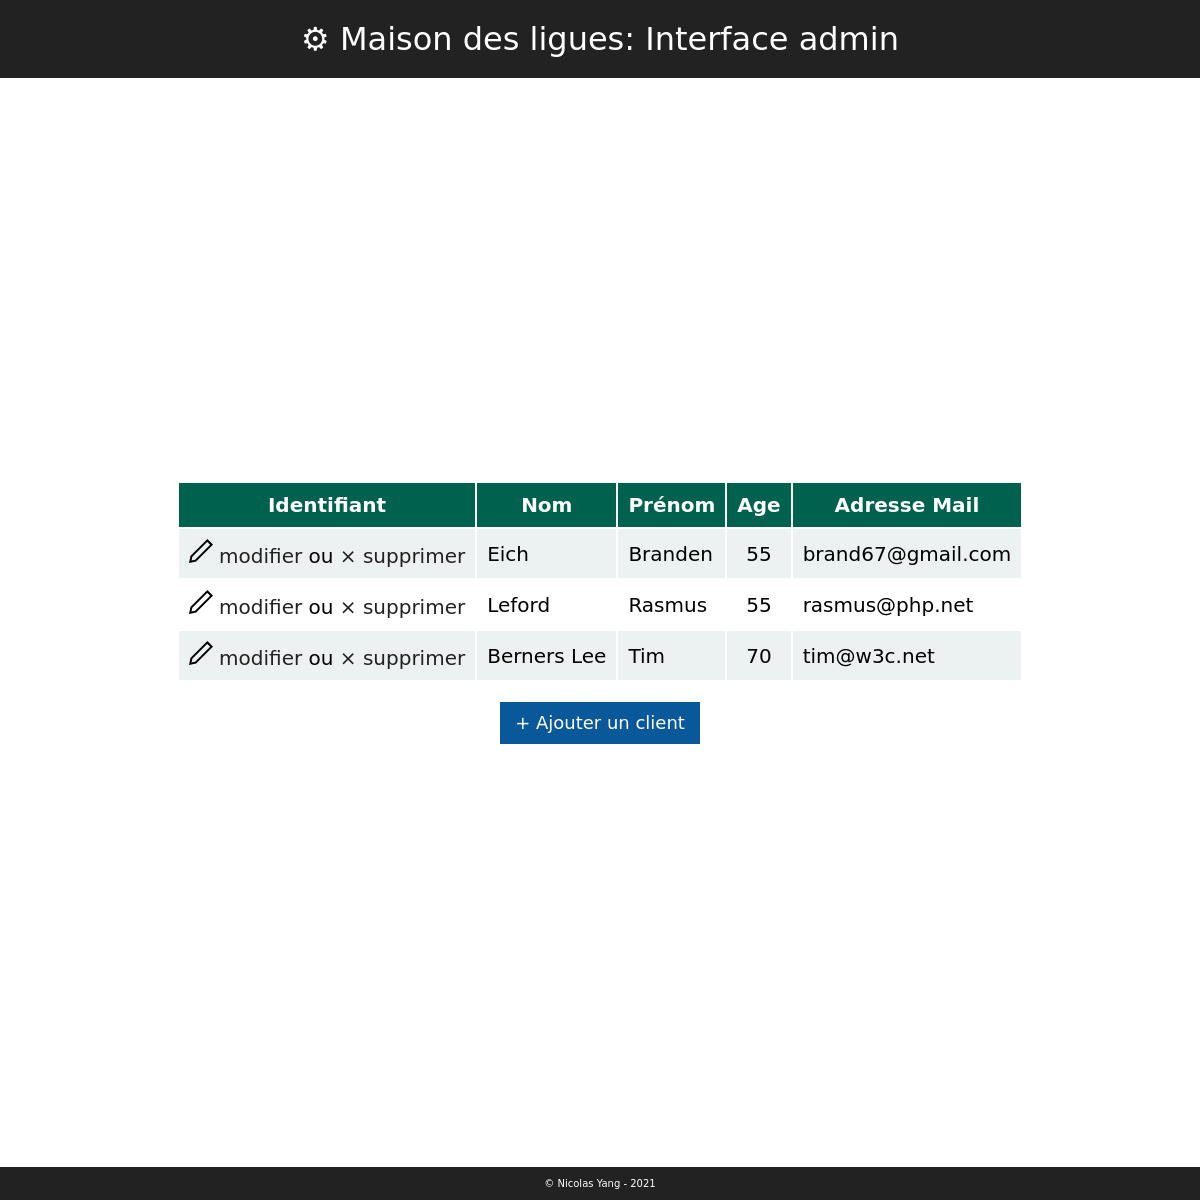 ⚙ Maison des ligues: Interface admin
Identifiant Nom Prénom Age Adresse Mail
modifier ou × supprimer Eich Branden 55 brand67@gmail.com
modifier ou × supprimer Leford Rasmus 55 rasmus@php.net
modifier ou × supprimer Berners Lee Tim 70 tim@w3c.net
+ Ajouter un client
© Nicolas Yang - 2021